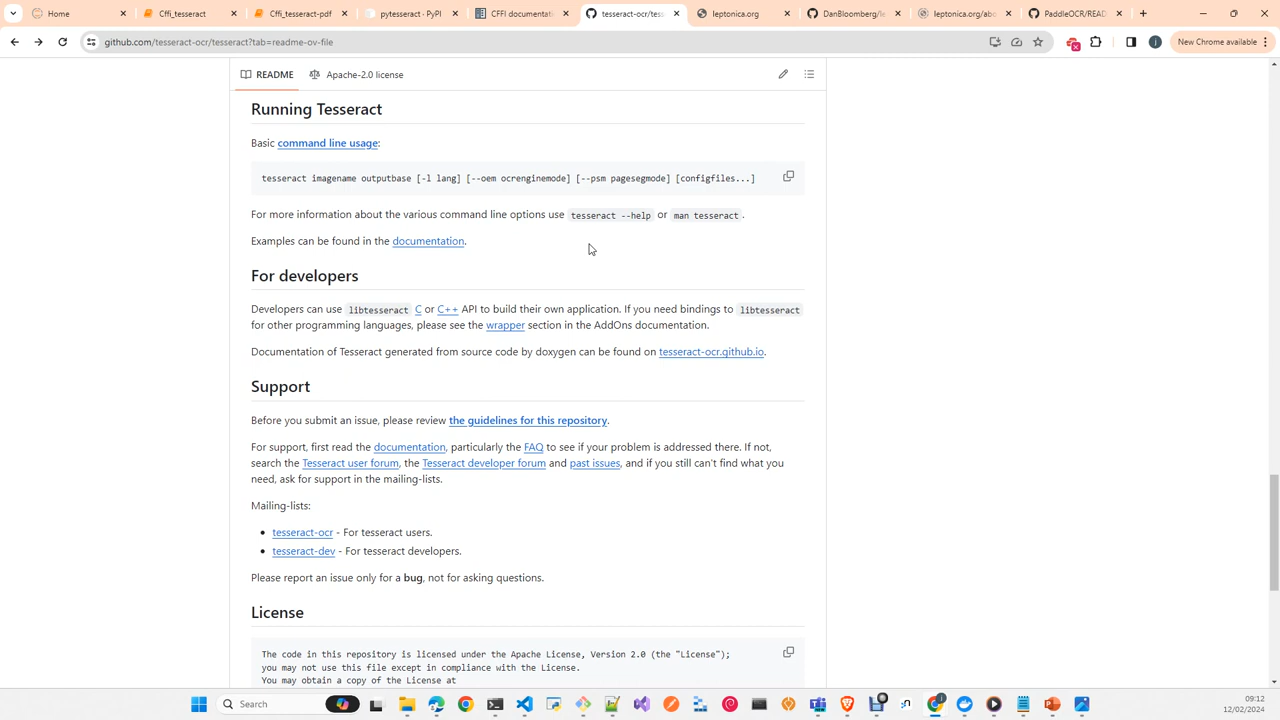 Home
Cffi_tesseract
Cffi_tesseract-pdf
pytesseract · PyPI
CFFI documentati
tesseract-ocr/tess
leptonica.org
DanBloomberg/le
leptonica.org/abo
PaddleOCR/READ
github.com/tesseract-ocr/tesseract?tab=readme-ov-file
New Chrome available
README
Apache-2.0 license
Running Tesseract
Basic command line usage:
tesseract imagename outputbase [-l lang] [--oem ocrenginemode] [--psm pagesegmode] [configfiles...]
For more information about the various command line options use tesseract --help or man tesseract.
Examples can be found in the documentation.
For developers
Developers can use libtesseract C or C++ API to build their own application. If you need bindings to libtesseract
for other programming languages, please see the wrapper section in the AddOns documentation.
Documentation of Tesseract generated from source code by doxygen can be found on tesseract-ocr.github.io.
Support
Before you submit an issue, please review the guidelines for this repository.
For support, first read the documentation, particularly the FAQ to see if your problem is addressed there. If not,
search the Tesseract user forum, the Tesseract developer forum and past issues, and if you still can't find what you
need, ask for support in the mailing-lists.
Mailing-lists:
tesseract-ocr - For tesseract users.
tesseract-dev - For tesseract developers.
Please report an issue only for a bug, not for asking questions.
License
The code in this repository is licensed under the Apache License, Version 2.0 (the "License");
you may not use this file except in compliance with the License.
You may obtain a copy of the License at
Search
09:12
12/02/2024